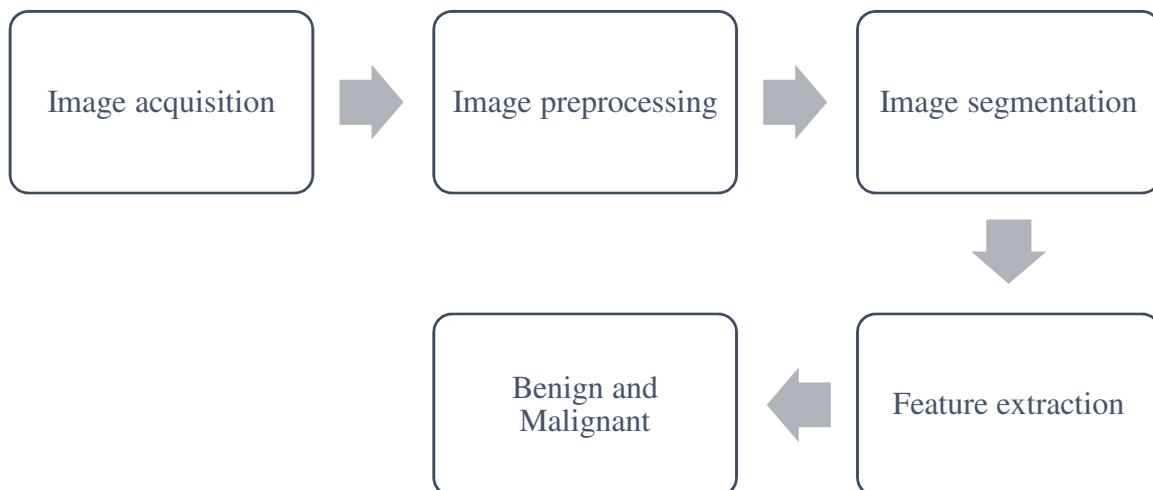 Image acquisition
Image preprocessing
Image segmentation
Feature extraction
Benign and
Malignant